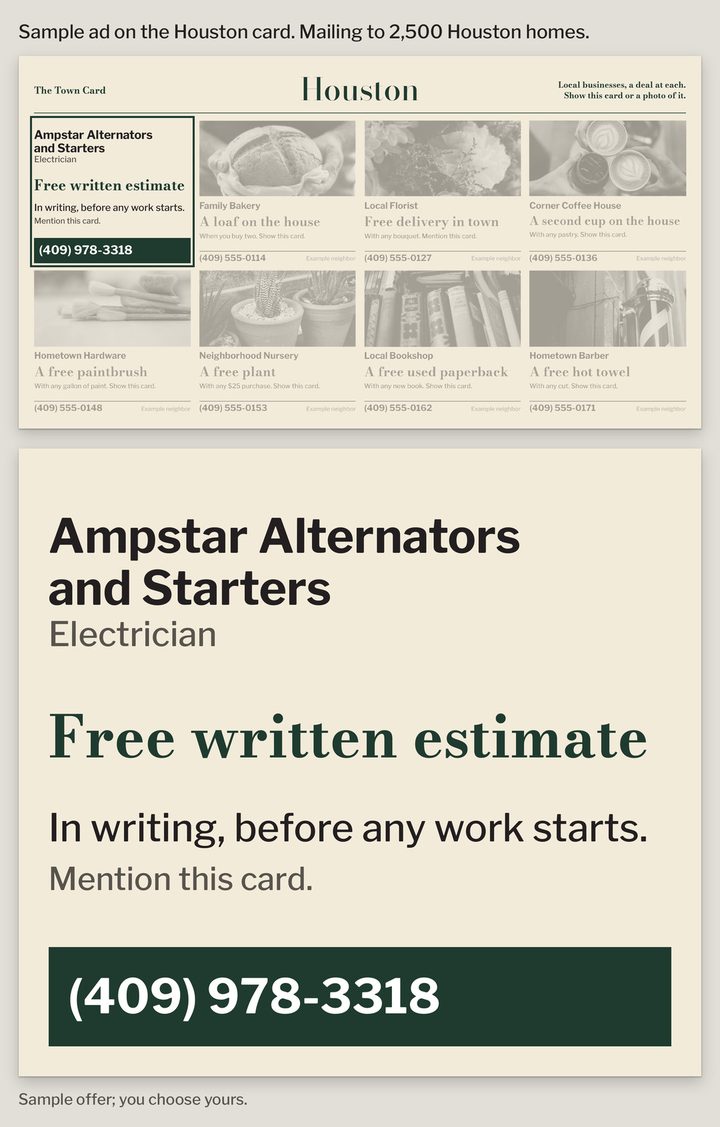 Sample ad on the Houston card. Mailing to 2,500 Houston homes.
The Town Card
Houston
Local businesses, a deal at each.
Show this card or a photo of it.
Ampstar Alternators
and Starters
Electrician
Free written estimate
In writing, before any work starts.
Mention this card.
(409) 978-3318
Family Bakery
A loaf on the house
When you buy two. Show this card.
(409) 555-0114
Example neighbor
Local Florist
Free delivery in town
With any bouquet. Mention this card.
(409) 555-0127
Example neighbor
Corner Coffee House
A second cup on the house
With any pastry. Show this card.
(409) 555-0136
Example neighbor
Hometown Hardware
A free paintbrush
With any gallon of paint. Show this card.
(409) 555-0148
Example neighbor
Neighborhood Nursery
A free plant
With any $25 purchase. Show this card.
(409) 555-0153
Example neighbor
Local Bookshop
A free used paperback
With any new book. Show this card.
(409) 555-0162
Example neighbor
Hometown Barber
A free hot towel
With any cut. Show this card.
(409) 555-0171
Example neighbor
Ampstar Alternators
and Starters
Electrician
Free written estimate
In writing, before any work starts.
Mention this card.
(409) 978-3318
Sample offer; you choose yours.